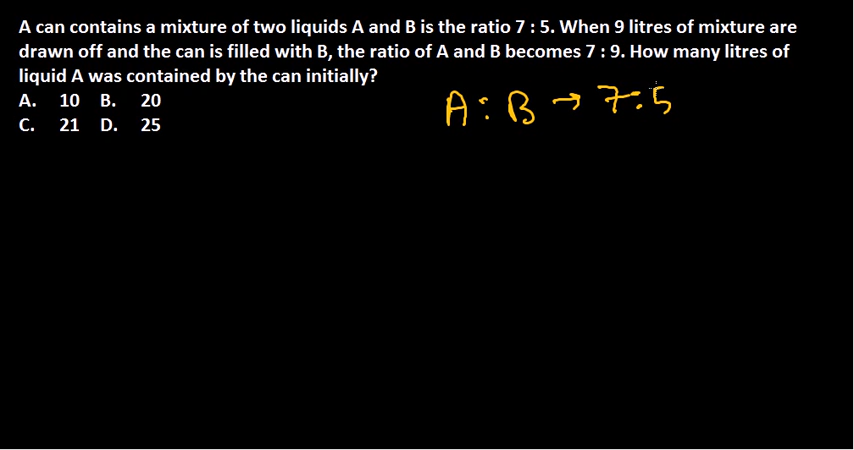 A can contains a mixture of two liquids A and B is the ratio 7 : 5. When 9 litres of mixture are
drawn off and the can is filled with B, the ratio of A and B becomes 7 : 9. How many litres of
liquid A was contained by the can initially?
A. 10 B. 20
C. 21 D. 25
A : B → 7:5